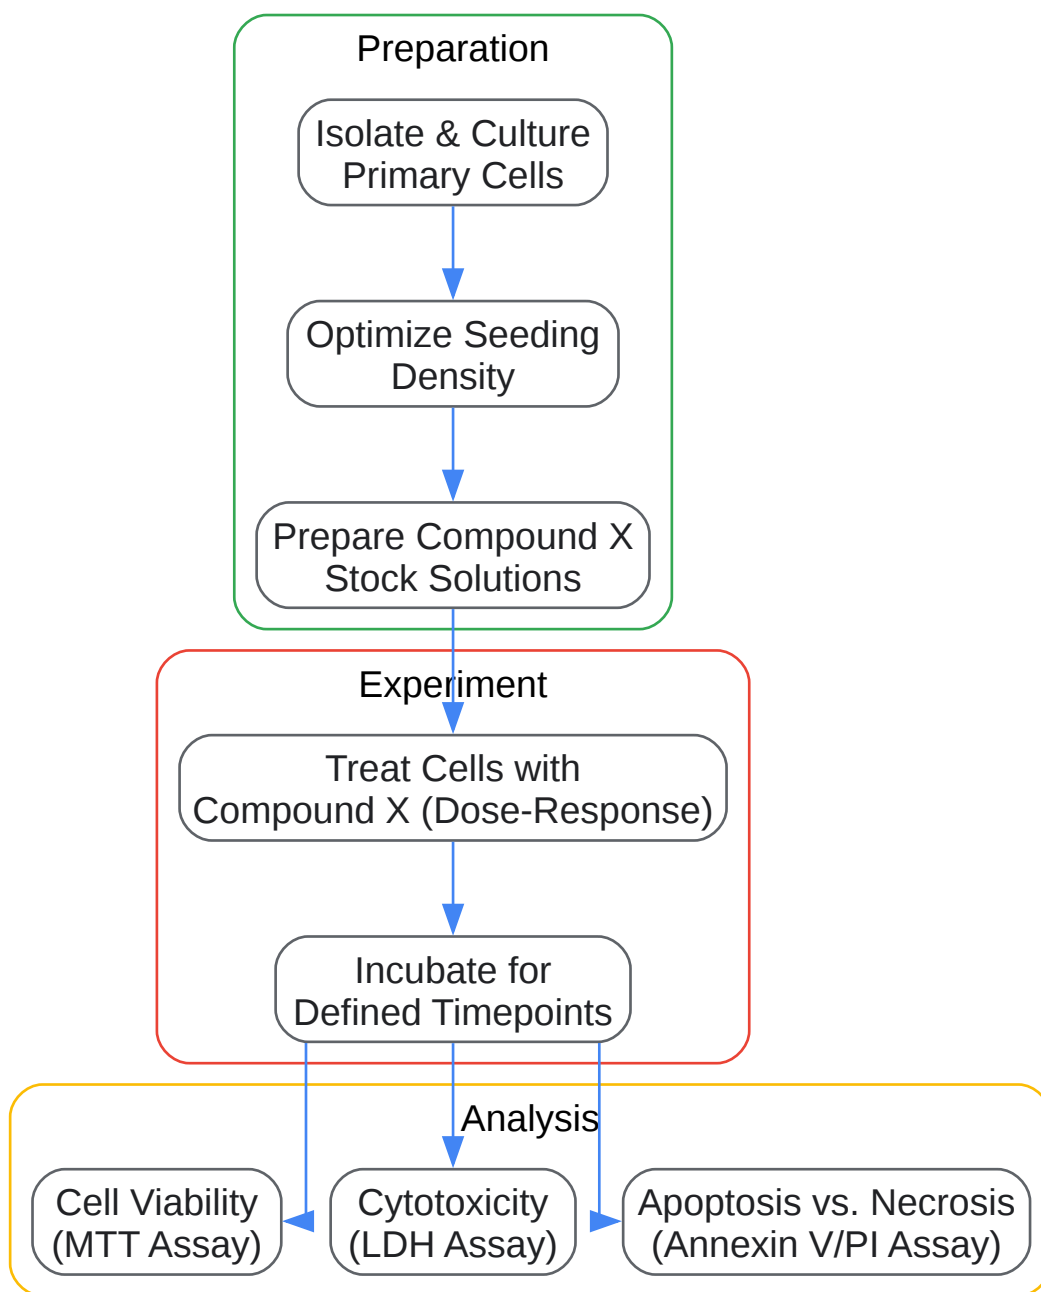 Preparation
Isolate & Culture
Primary Cells
Optimize Seeding
Density
Prepare Compound X
Stock Solutions
Experiment
Treat Cells with
Compound X (Dose-Response)
Incubate for
Defined Timepoints
Analysis
Cell Viability
(MTT Assay)
Cytotoxicity
(LDH Assay)
Apoptosis vs. Necrosis
(Annexin V/PI Assay)